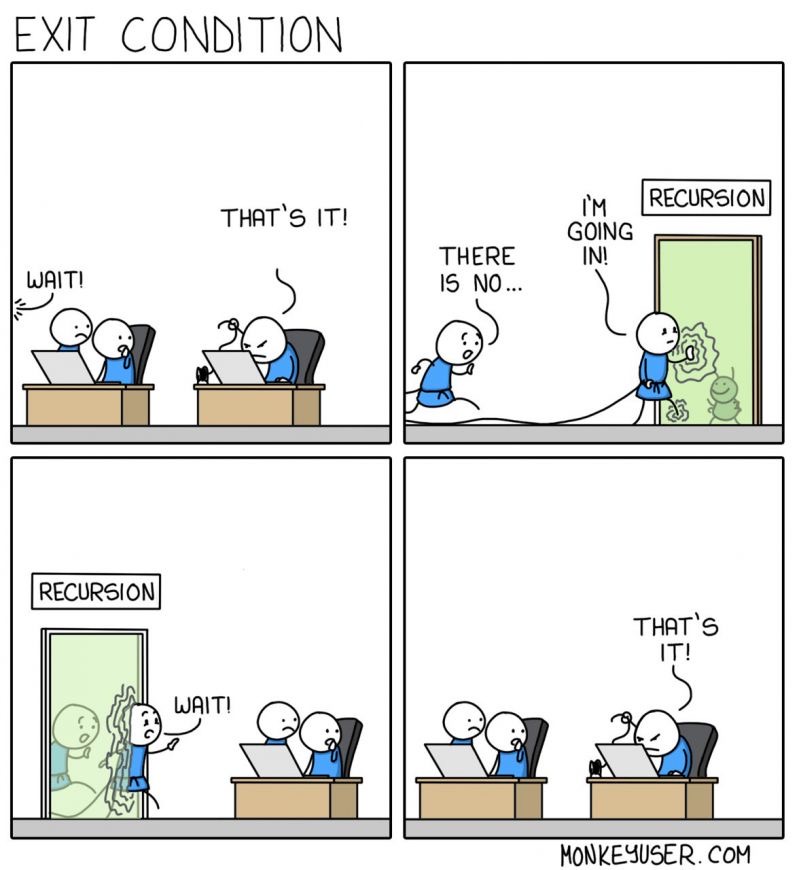 EXIT CONDITION
WAIT!
THAT'S IT!
THERE
IS NO...
I'M
GOING
IN!
RECURSION
RECURSION
WAIT!
THAT'S
IT!
MONKEYUSER.COM